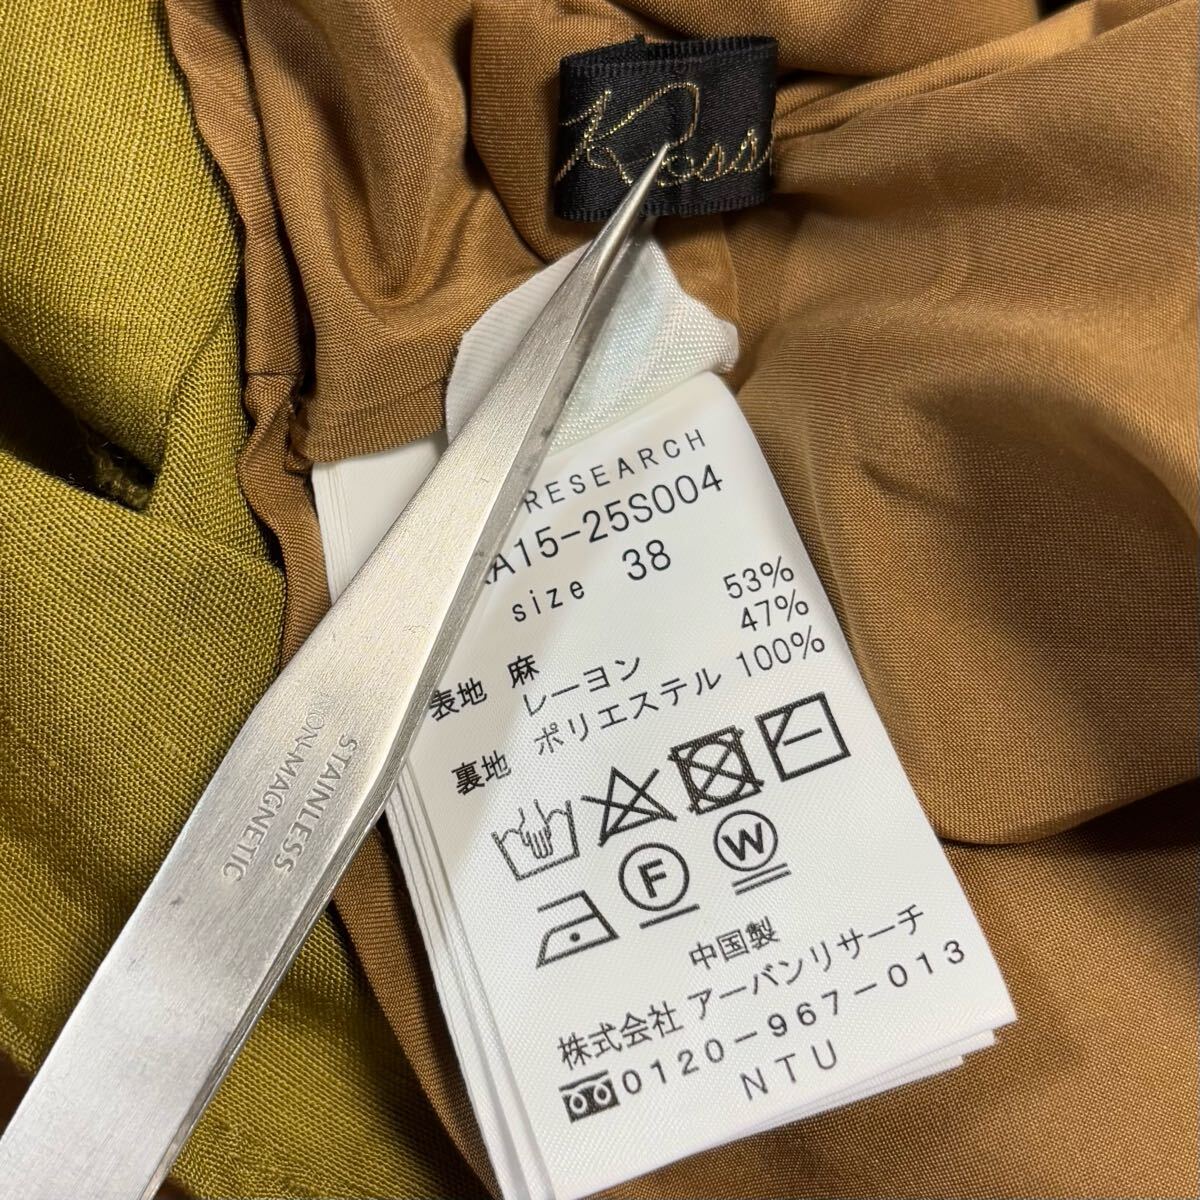 RESEARCH
A15-25S004
size 38
表地 麻 53%
レーヨン 47%
裏地 ポリエステル 100%
F
W
中国製
株式会社 アーバンリサーチ
0120-967-013
NTU
STAINLESS
NON-MAGNETIC